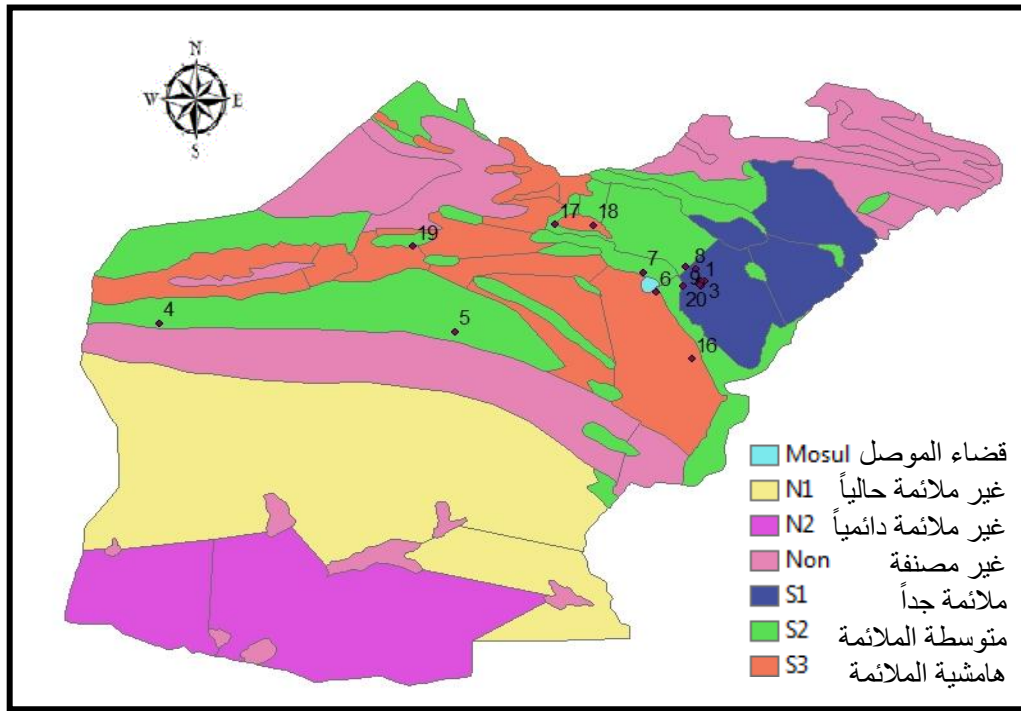 N
W E
S
17 18
19
7 8
6 9 1
20 3
4
5
16
Mosul قضاء الموصل
N1 غير ملائمة حالياً
N2 غير ملائمة دائمياً
Non غير مصنفة
S1 ملائمة جداً
S2 متوسطة الملائمة
S3 هامشية الملائمة